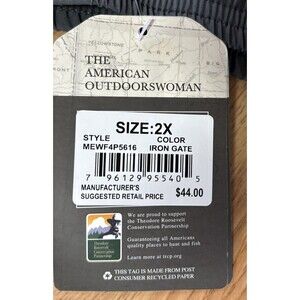 YELLOWSTONE
PARK
THE
AMERICAN
OUTDOORSWOMAN
BIG
SIZE:2X
STYLE COLOR
MEWF4P5616 IRON GATE
7 96129 95540 5
MANUFACTURER'S
SUGGESTED RETAIL PRICE $44.00
We are proud to support
the Theodore Roosevelt
Conservation Partnership
Guaranteeing all Americans
quality places to hunt and fish
Learn more at trcp.org
Theodore
Roosevelt
Conservation
Partnership
THIS TAG IS MADE FROM POST
CONSUMER RECYCLED PAPER